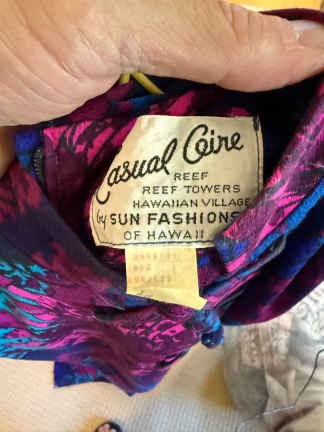 Casual Coire
REEF
REEF TOWERS
HAWAIIAN VILLAGE
by SUN FASHIONS
OF HAWAII